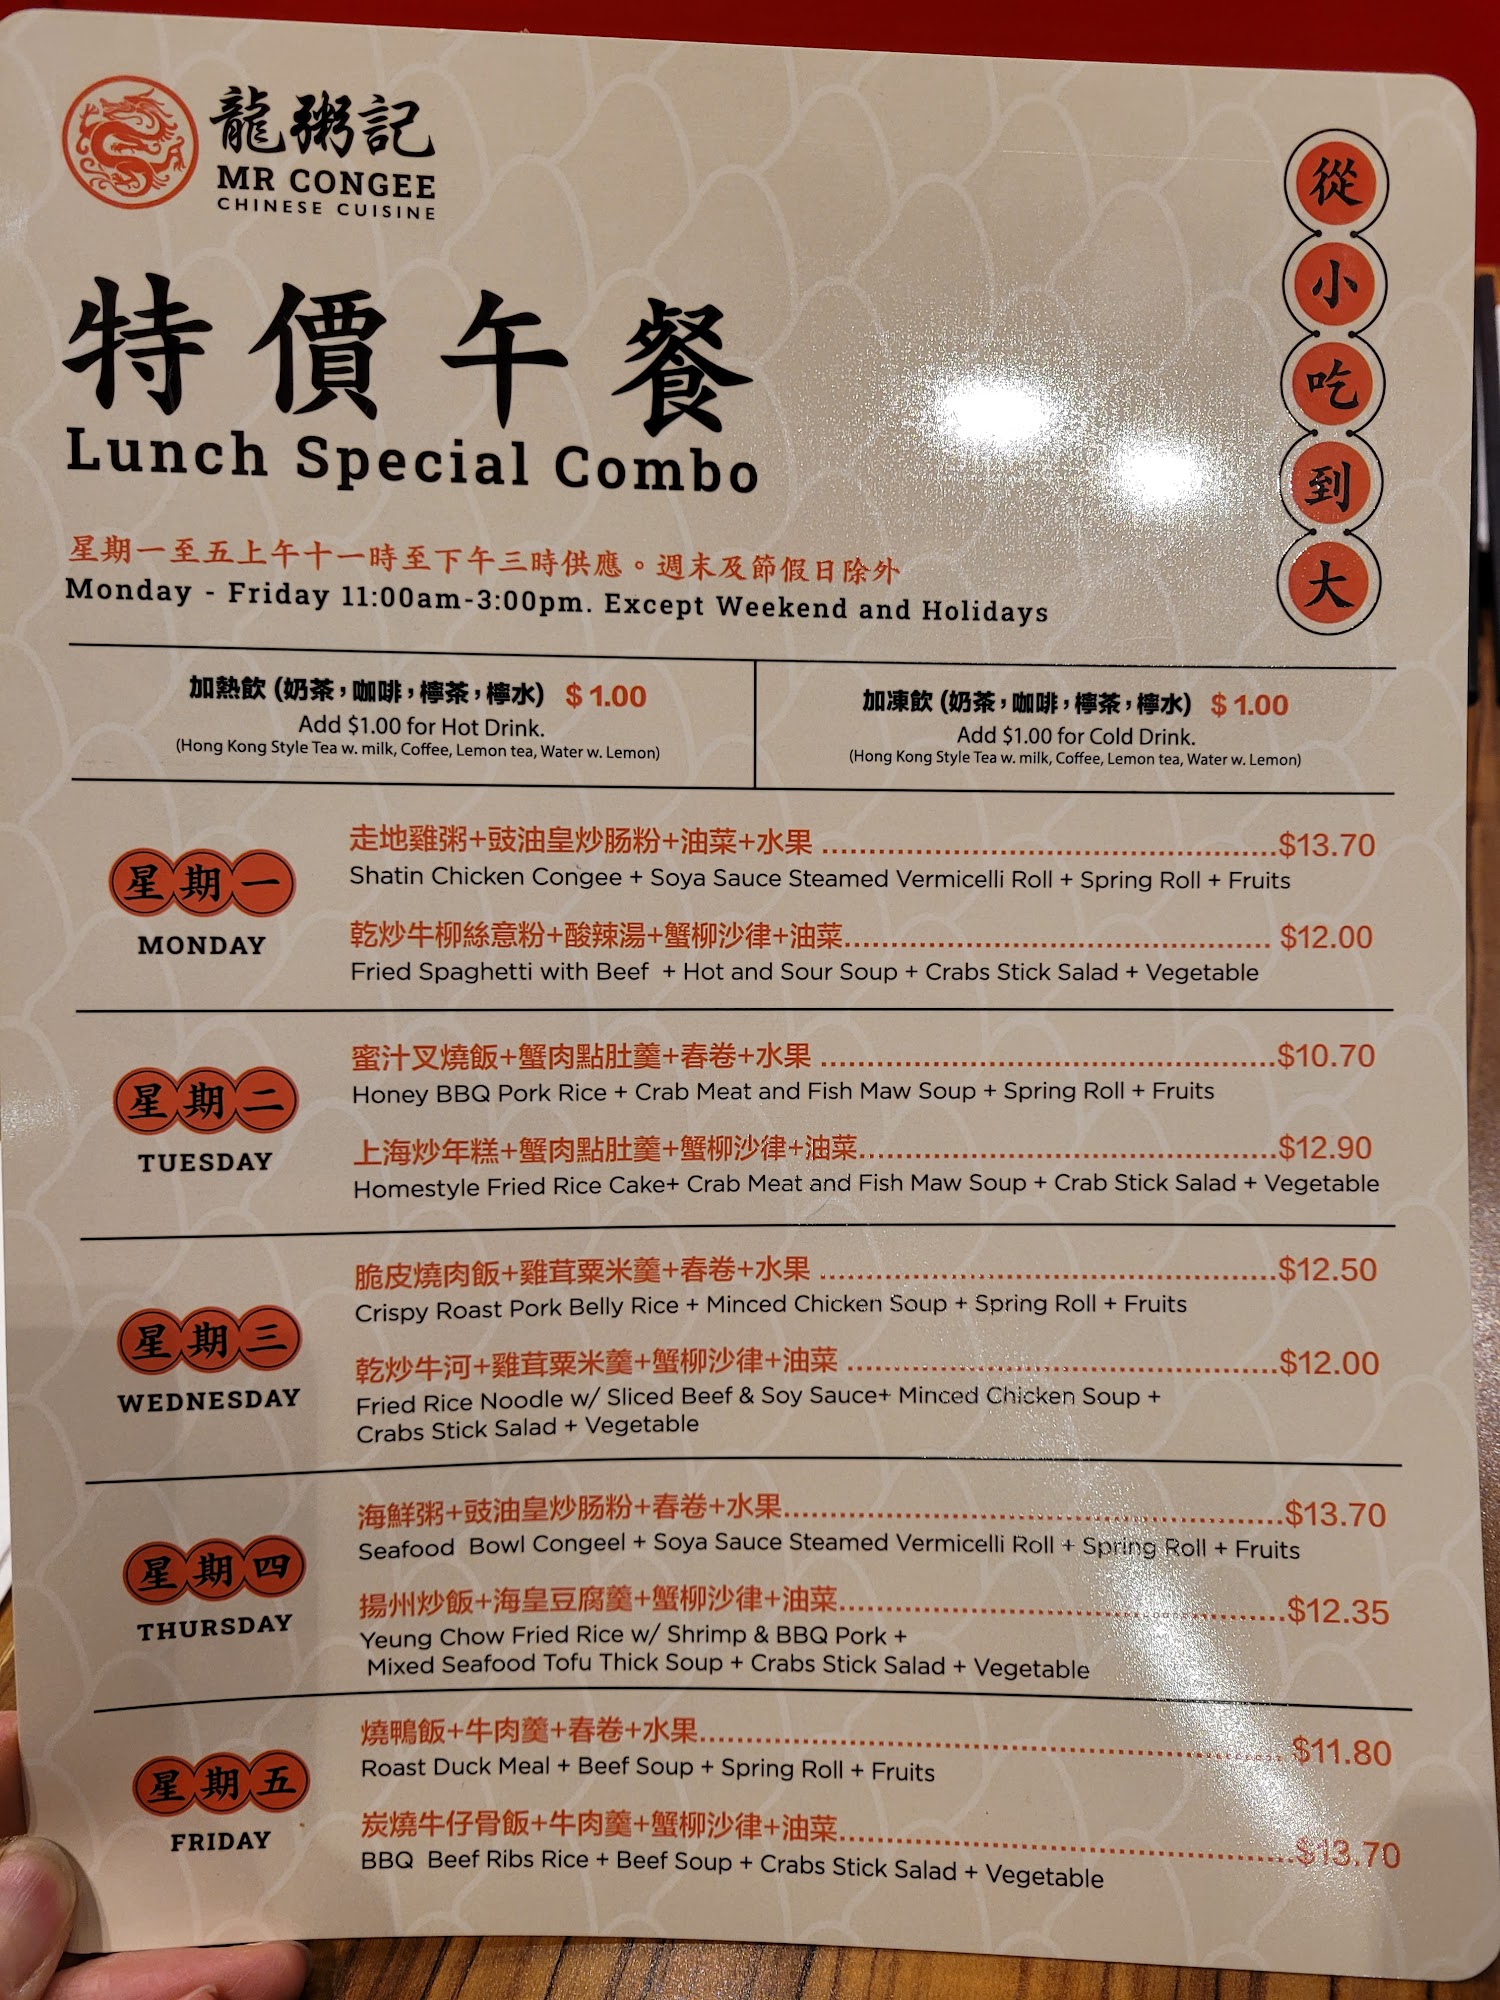 龍粥記
MR CONGEE
CHINESE CUISINE
從小吃到大
特價午餐
Lunch Special Combo
星期一至五上午十一時至下午三時供應。週末及節假日除外
Monday - Friday 11:00am-3:00pm. Except Weekend and Holidays
加熱飲 (奶茶，咖啡，檸茶，檸水) $ 1.00
Add $1.00 for Hot Drink.
(Hong Kong Style Tea w. milk, Coffee, Lemon tea, Water w. Lemon)
加凍飲 (奶茶，咖啡，檸茶，檸水) $ 1.00
Add $1.00 for Cold Drink.
(Hong Kong Style Tea w. milk, Coffee, Lemon tea, Water w. Lemon)
星期一
MONDAY
走地雞粥+豉油皇炒肠粉+油菜+水果 ................................................$13.70
Shatin Chicken Congee + Soya Sauce Steamed Vermicelli Roll + Spring Roll + Fruits
乾炒牛柳絲意粉+酸辣湯+蟹柳沙律+油菜............................................. $12.00
Fried Spaghetti with Beef + Hot and Sour Soup + Crabs Stick Salad + Vegetable
星期二
TUESDAY
蜜汁叉燒飯+蟹肉點肚羹+春卷+水果 ................................................$10.70
Honey BBQ Pork Rice + Crab Meat and Fish Maw Soup + Spring Roll + Fruits
上海炒年糕+蟹肉點肚羹+蟹柳沙律+油菜............................................$12.90
Homestyle Fried Rice Cake+ Crab Meat and Fish Maw Soup + Crab Stick Salad + Vegetable
星期三
WEDNESDAY
脆皮燒肉飯+雞茸粟米羹+春卷+水果 ................................................$12.50
Crispy Roast Pork Belly Rice + Minced Chicken Soup + Spring Roll + Fruits
乾炒牛河+雞茸粟米羹+蟹柳沙律+油菜 .............................................$12.00
Fried Rice Noodle w/ Sliced Beef & Soy Sauce+ Minced Chicken Soup +
Crabs Stick Salad + Vegetable
星期四
THURSDAY
海鮮粥+豉油皇炒肠粉+春卷+水果.....................................................$13.70
Seafood Bowl Congeel + Soya Sauce Steamed Vermicelli Roll + Spring Roll + Fruits
揚州炒飯+海皇豆腐羹+蟹柳沙律+油菜...............................................$12.35
Yeung Chow Fried Rice w/ Shrimp & BBQ Pork +
Mixed Seafood Tofu Thick Soup + Crabs Stick Salad + Vegetable
星期五
FRIDAY
燒鴨飯+牛肉羹+春卷+水果............................................................. $11.80
Roast Duck Meal + Beef Soup + Spring Roll + Fruits
炭燒牛仔骨飯+牛肉羹+蟹柳沙律+油菜................................................$13.70
BBQ Beef Ribs Rice + Beef Soup + Crabs Stick Salad + Vegetable